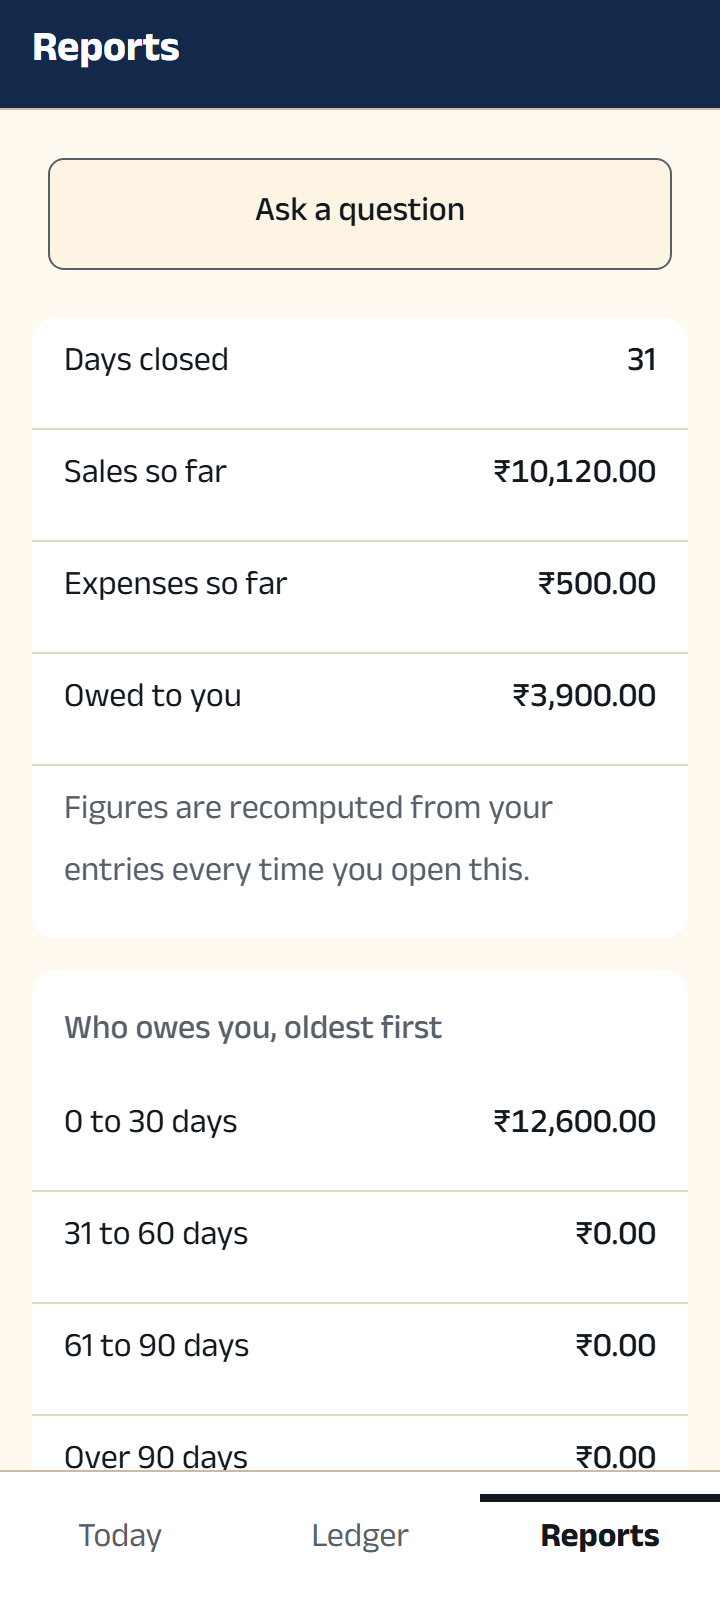 Reports
Ask a question
Days closed 31
Sales so far ₹10,120.00
Expenses so far ₹500.00
Owed to you ₹3,900.00
Figures are recomputed from your
entries every time you open this.
Who owes you, oldest first
0 to 30 days ₹12,600.00
31 to 60 days ₹0.00
61 to 90 days ₹0.00
Over 90 days ₹0.00
Today Ledger Reports